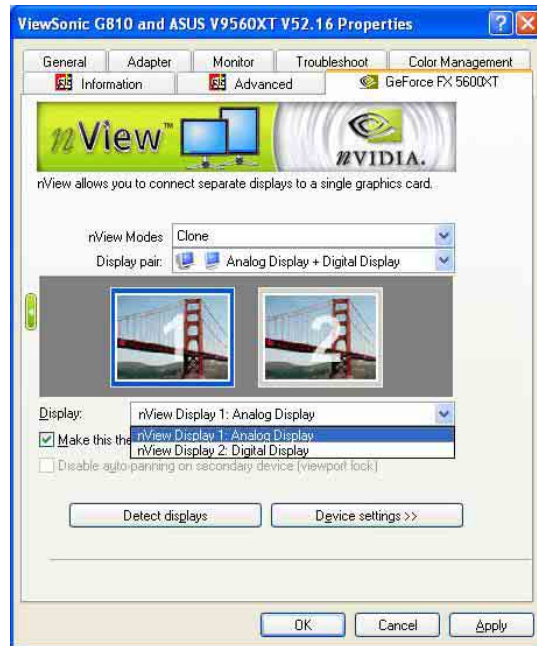 ViewSonic G810 and ASUS V9560XT V52.16 Properties
General Adapter Monitor Troubleshoot Color Management
Information Advanced GeForce FX 5600XT
nView™ NVIDIA.
nView allows you to connect separate displays to a single graphics card.
nView Modes Clone
Display pair: Analog Display + Digital Display
1 2
Display: nView Display 1: Analog Display
Make this the nView Display 1: Analog Display
nView Display 2: Digital Display
Disable auto-panning on secondary device (viewport lock)
Detect displays Device settings >>
OK Cancel Apply